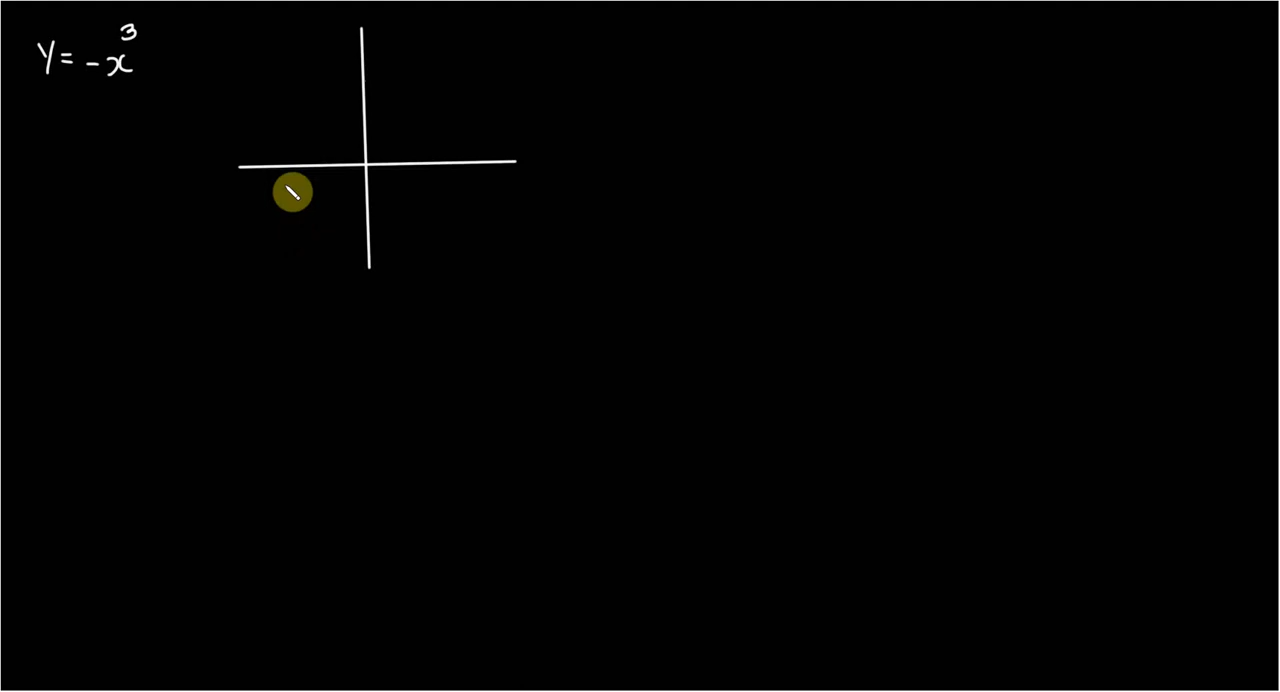 y = -x³